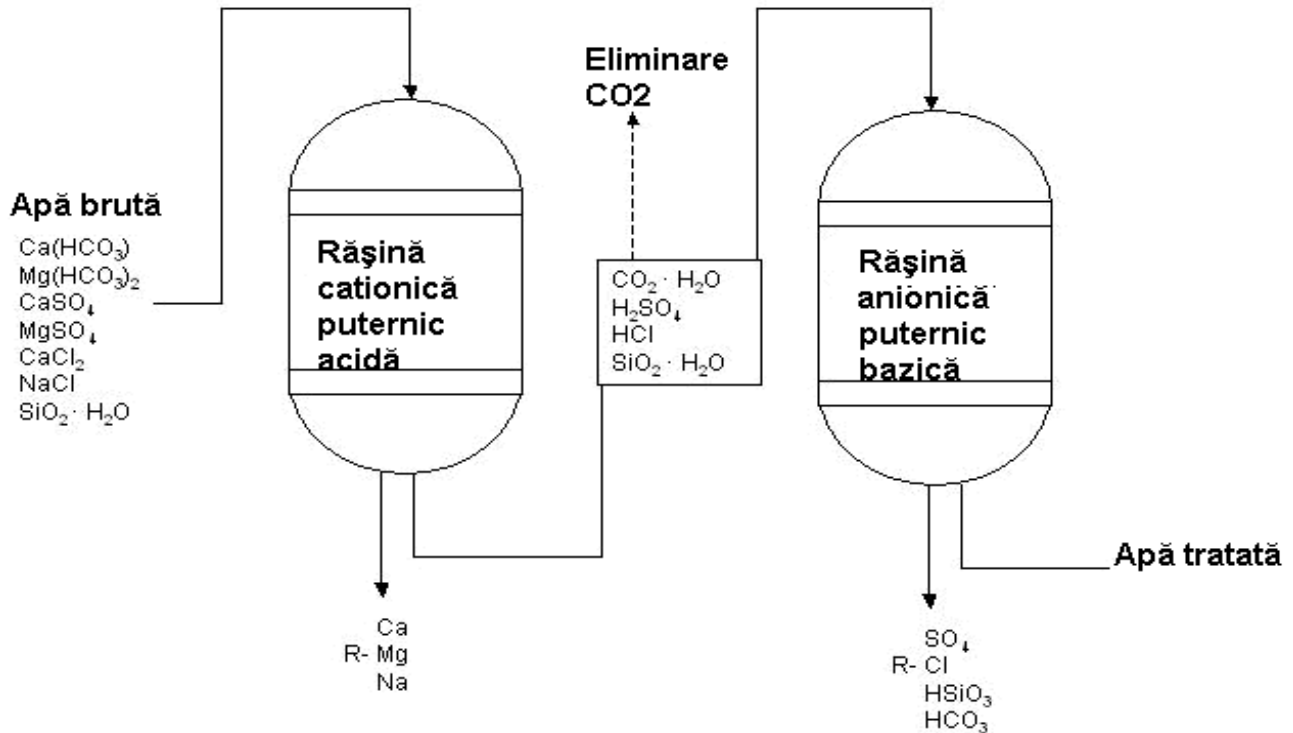 Apă brută
Ca(HCO₃)
Mg(HCO₃)₂
CaSO₄
MgSO₄
CaCl₂
NaCl
SiO₂ · H₂O
Răşină
cationică
puternic
acidă
R- Ca
Mg
Na
Eliminare
CO2
CO₂ · H₂O
H₂SO₄
HCl
SiO₂ · H₂O
Răşină
anionică
puternic
bazică
SO₄
R- Cl
HSiO₃
HCO₃
Apă tratată